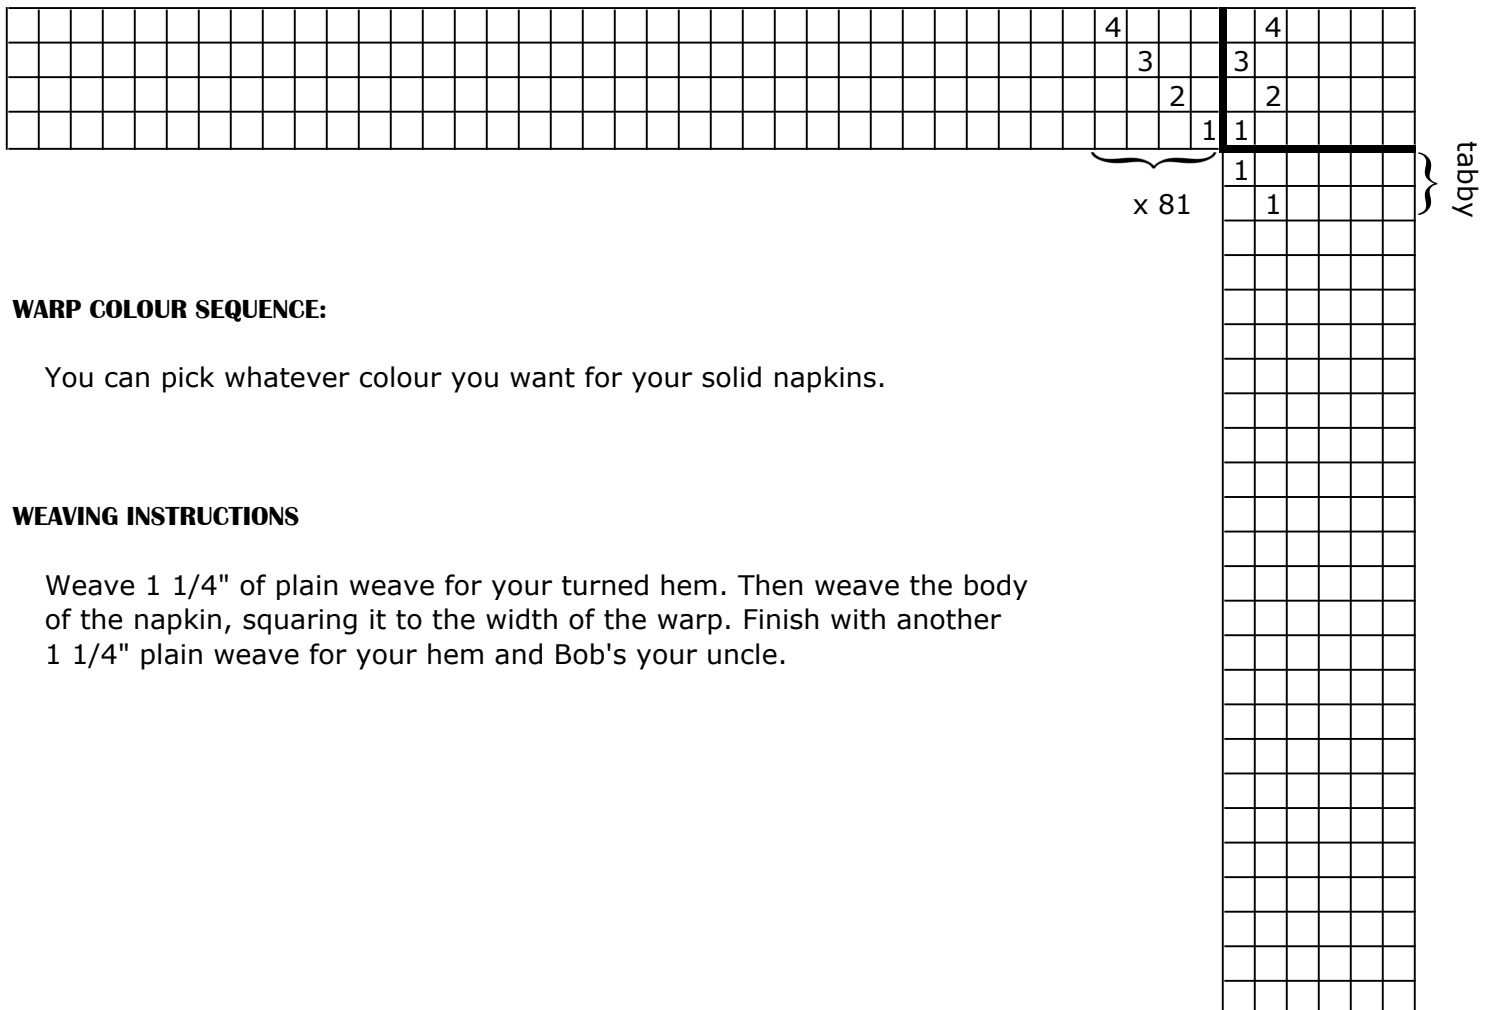 4 4
3 3
2 2
1 1
1
1
tabby
x 81
WARP COLOUR SEQUENCE:
You can pick whatever colour you want for your solid napkins.
WEAVING INSTRUCTIONS
Weave 1 1/4" of plain weave for your turned hem. Then weave the body
of the napkin, squaring it to the width of the warp. Finish with another
1 1/4" plain weave for your hem and Bob's your uncle.